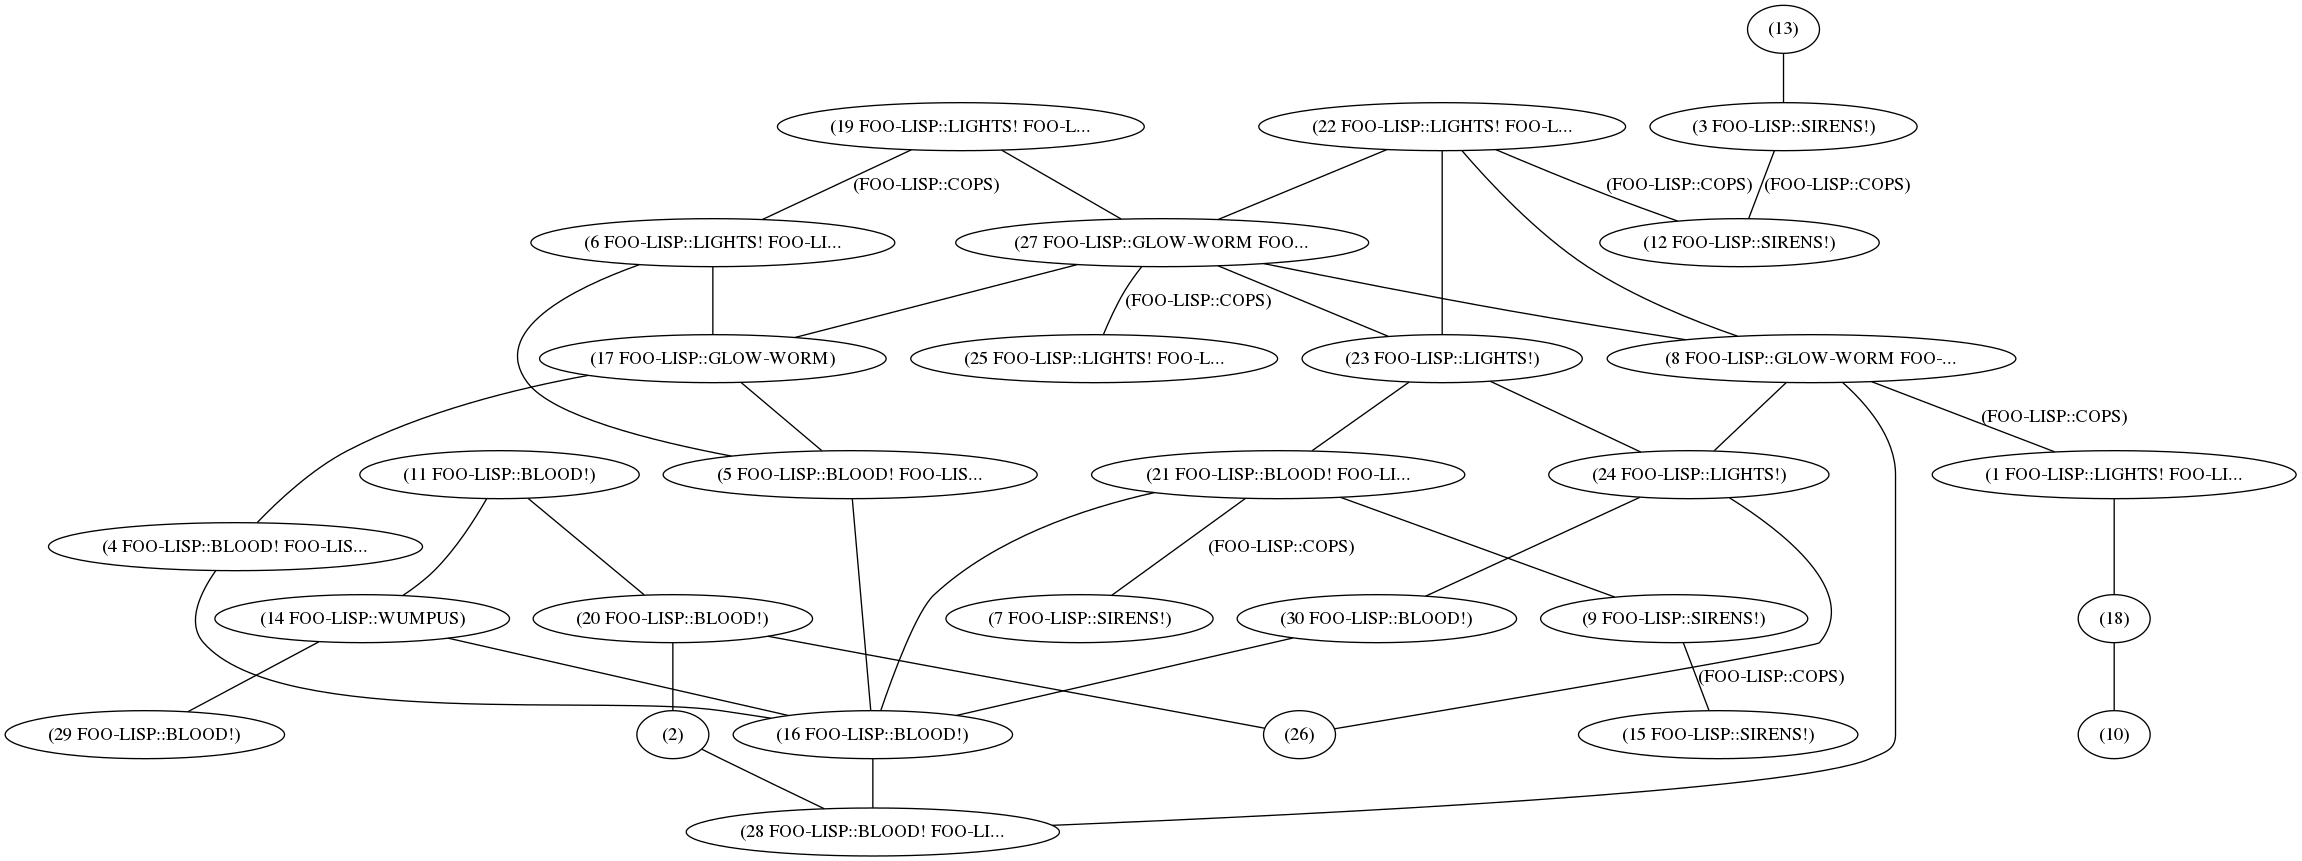 (13)
(19 FOO-LISP::LIGHTS! FOO-L...
(22 FOO-LISP::LIGHTS! FOO-L...
(3 FOO-LISP::SIRENS!)
(FOO-LISP::COPS)
(FOO-LISP::COPS)
(FOO-LISP::COPS)
(6 FOO-LISP::LIGHTS! FOO-LI...
(27 FOO-LISP::GLOW-WORM FOO...
(12 FOO-LISP::SIRENS!)
(FOO-LISP::COPS)
(17 FOO-LISP::GLOW-WORM)
(25 FOO-LISP::LIGHTS! FOO-L...
(23 FOO-LISP::LIGHTS!)
(8 FOO-LISP::GLOW-WORM FOO-...
(FOO-LISP::COPS)
(11 FOO-LISP::BLOOD!)
(5 FOO-LISP::BLOOD! FOO-LIS...
(21 FOO-LISP::BLOOD! FOO-LI...
(24 FOO-LISP::LIGHTS!)
(1 FOO-LISP::LIGHTS! FOO-LI...
(4 FOO-LISP::BLOOD! FOO-LIS...
(FOO-LISP::COPS)
(14 FOO-LISP::WUMPUS)
(20 FOO-LISP::BLOOD!)
(7 FOO-LISP::SIRENS!)
(30 FOO-LISP::BLOOD!)
(9 FOO-LISP::SIRENS!)
(18)
(FOO-LISP::COPS)
(29 FOO-LISP::BLOOD!)
(2)
(16 FOO-LISP::BLOOD!)
(26)
(15 FOO-LISP::SIRENS!)
(10)
(28 FOO-LISP::BLOOD! FOO-LI...